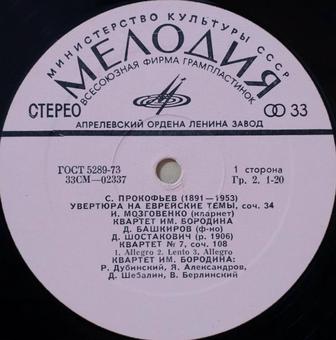 МИНИСТЕРСТВО КУЛЬТУРЫ СССР
МЕЛОДИЯ
ВСЕСОЮЗНАЯ ФИРМА ГРАМПЛАСТИНОК
СТЕРЕО
33
АПРЕЛЕВСКИЙ ОРДЕНА ЛЕНИНА ЗАВОД
ГОСТ 5289-73
33СМ—02337
1 сторона
Гр. 2. 1-20
С. ПРОКОФЬЕВ (1891—1953)
УВЕРТЮРА НА ЕВРЕЙСКИЕ ТЕМЫ, соч. 34
И. МОЗГОВЕНКО (кларнет)
КВАРТЕТ ИМ. БОРОДИНА
Д. БАШКИРОВ (ф-но)
Д. ШОСТАКОВИЧ (р. 1906)
КВАРТЕТ № 7, соч. 108
1. Allegro 2. Lento 3. Allegro
КВАРТЕТ ИМ. БОРОДИНА:
Р. Дубинский, Я. Александров,
Д. Шебалин, В. Берлинский